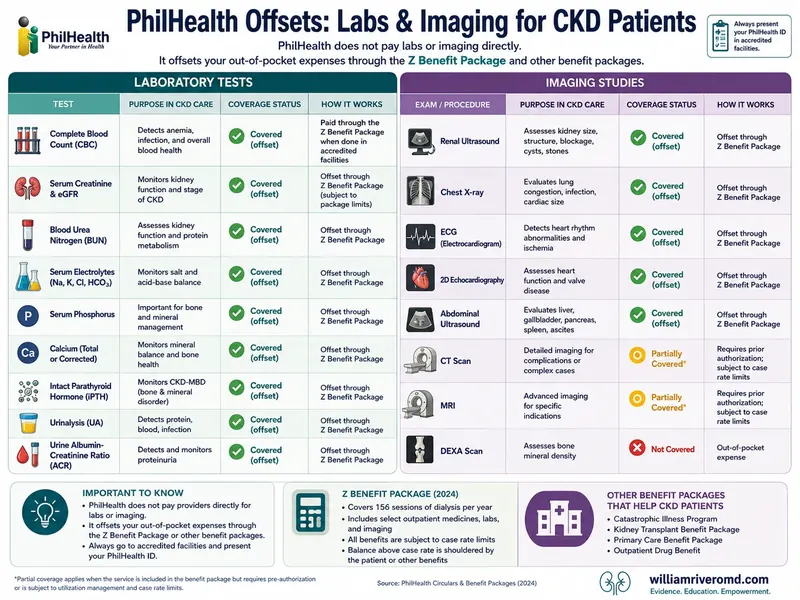 PhilHealth
Your Partner in Health
PhilHealth Offsets: Labs & Imaging for CKD Patients
PhilHealth does not pay labs or imaging directly.
It offsets your out-of-pocket expenses through the Z Benefit Package and other benefit packages.
Always present
your PhilHealth ID
in accredited
facilities.
LABORATORY TESTS
TEST
PURPOSE IN CKD CARE
COVERAGE STATUS
HOW IT WORKS
Complete Blood
Count (CBC)
Detects anemia,
infection, and overall
blood health
Covered
(offset)
Paid through the
Z Benefit Package
when done in
accredited
facilities
Serum Creatinine
& eGFR
Monitors kidney
function and stage
of CKD
Covered
(offset)
Offset through
Z Benefit Package
(subject to
package limits)
Blood Urea
Nitrogen (BUN)
Assesses kidney
function and protein
metabolism
Covered
(offset)
Offset through
Z Benefit Package
Serum Electrolytes
(Na, K, Cl, HCO₃)
Monitors salt and
acid-base balance
Covered
(offset)
Offset through
Z Benefit Package
P
Serum Phosphorus
Important for bone
and mineral
management
Covered
(offset)
Offset through
Z Benefit Package
Ca
Calcium (Total
or Corrected)
Monitors mineral
balance and bone
health
Covered
(offset)
Offset through
Z Benefit Package
Intact Parathyroid
Hormone (iPTH)
Monitors CKD-MBD
(bone & mineral
disorder)
Covered
(offset)
Offset through
Z Benefit Package
Urinalysis (UA)
Detects protein,
blood, infection
Covered
(offset)
Offset through
Z Benefit Package
Urine Albumin-
Creatinine Ratio
(ACR)
Detects and monitors
proteinuria
Covered
(offset)
Offset through
Z Benefit Package
IMAGING STUDIES
EXAM / PROCEDURE
PURPOSE IN CKD CARE
COVERAGE STATUS
HOW IT WORKS
Renal Ultrasound
Assesses kidney size,
structure, blockage,
cysts, stones
Covered
(offset)
Offset through
Z Benefit Package
Chest X-ray
Evaluates lung
congestion, infection,
cardiac size
Covered
(offset)
Offset through
Z Benefit Package
ECG
(Electrocardiogram)
Detects heart rhythm
abnormalities and
ischemia
Covered
(offset)
Offset through
Z Benefit Package
2D Echocardiography
Assesses heart
function and valve
disease
Covered
(offset)
Offset through
Z Benefit Package
Abdominal
Ultrasound
Evaluates liver,
gallbladder, pancreas,
spleen, ascites
Covered
(offset)
Offset through
Z Benefit Package
CT Scan
Detailed imaging for
complications or
complex cases
Partially
Covered*
Requires prior
authorization;
subject to case
rate limits
MRI
Advanced imaging
for specific
indications
Partially
Covered*
Requires prior
authorization;
subject to case
rate limits
DEXA Scan
Assesses bone
mineral density
Not Covered
Out-of-pocket
expense
IMPORTANT TO KNOW
• PhilHealth does not pay providers directly for
labs or imaging.
• It offsets your out-of-pocket expenses through
the Z Benefit Package or other benefit packages.
• Always go to accredited facilities and present
your PhilHealth ID.
Z BENEFIT PACKAGE (2024)
• Covers 156 sessions of dialysis per year
• Includes select outpatient medicines, labs,
and imaging
• All benefits are subject to case rate limits
• Balance above case rate is shouldered by
the patient or other benefits
OTHER BENEFIT PACKAGES
THAT HELP CKD PATIENTS
• Catastrophic Illness Program
• Kidney Transplant Benefit Package
• Primary Care Benefit Package
• Outpatient Drug Benefit
*Partial coverage applies when the service is included in the benefit package but requires pre-authorization
or is subject to utilization management and case rate limits.
Source: PhilHealth Circulars & Benefit Packages (2024)
williamriveromd.com
Evidence. Education. Empowerment.